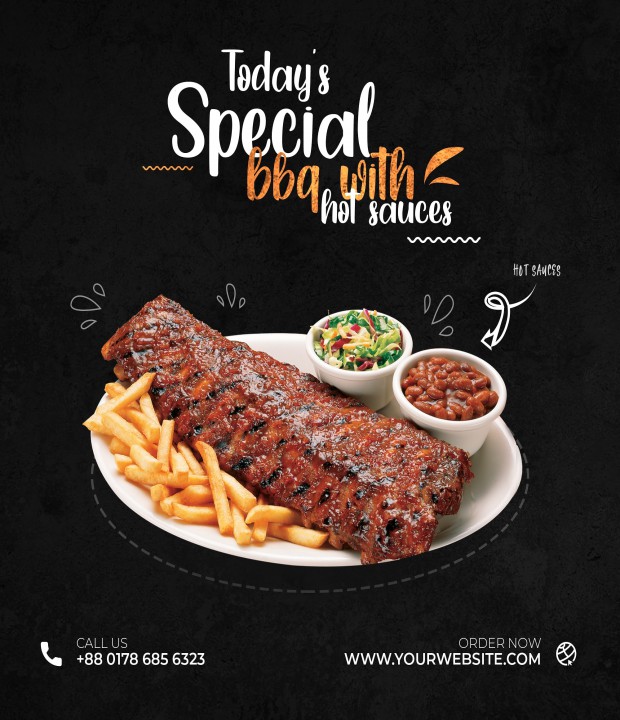 Today's
Special
bbq with
hot sauces
HOT SAUCES
CALL US
+88 0178 685 6323
ORDER NOW
WWW.YOURWEBSITE.COM